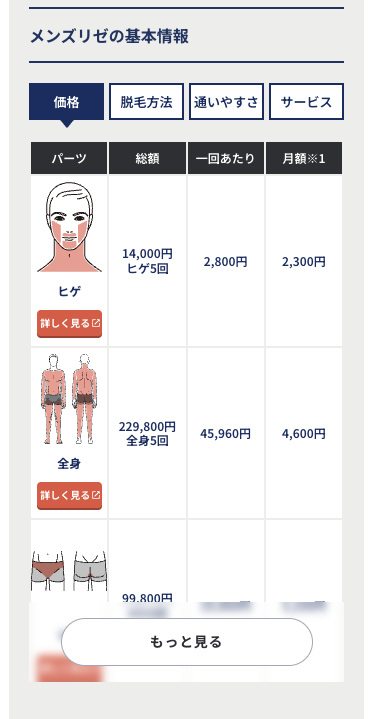 メンズリゼの基本情報
価格
脱毛方法
通いやすさ
サービス
パーツ
総額
一回あたり
月額※1
14,000円
ヒゲ5回
2,800円
2,300円
ヒゲ
詳しく見る
229,800円
全身5回
45,960円
4,600円
全身
詳しく見る
99,800円
もっと見る